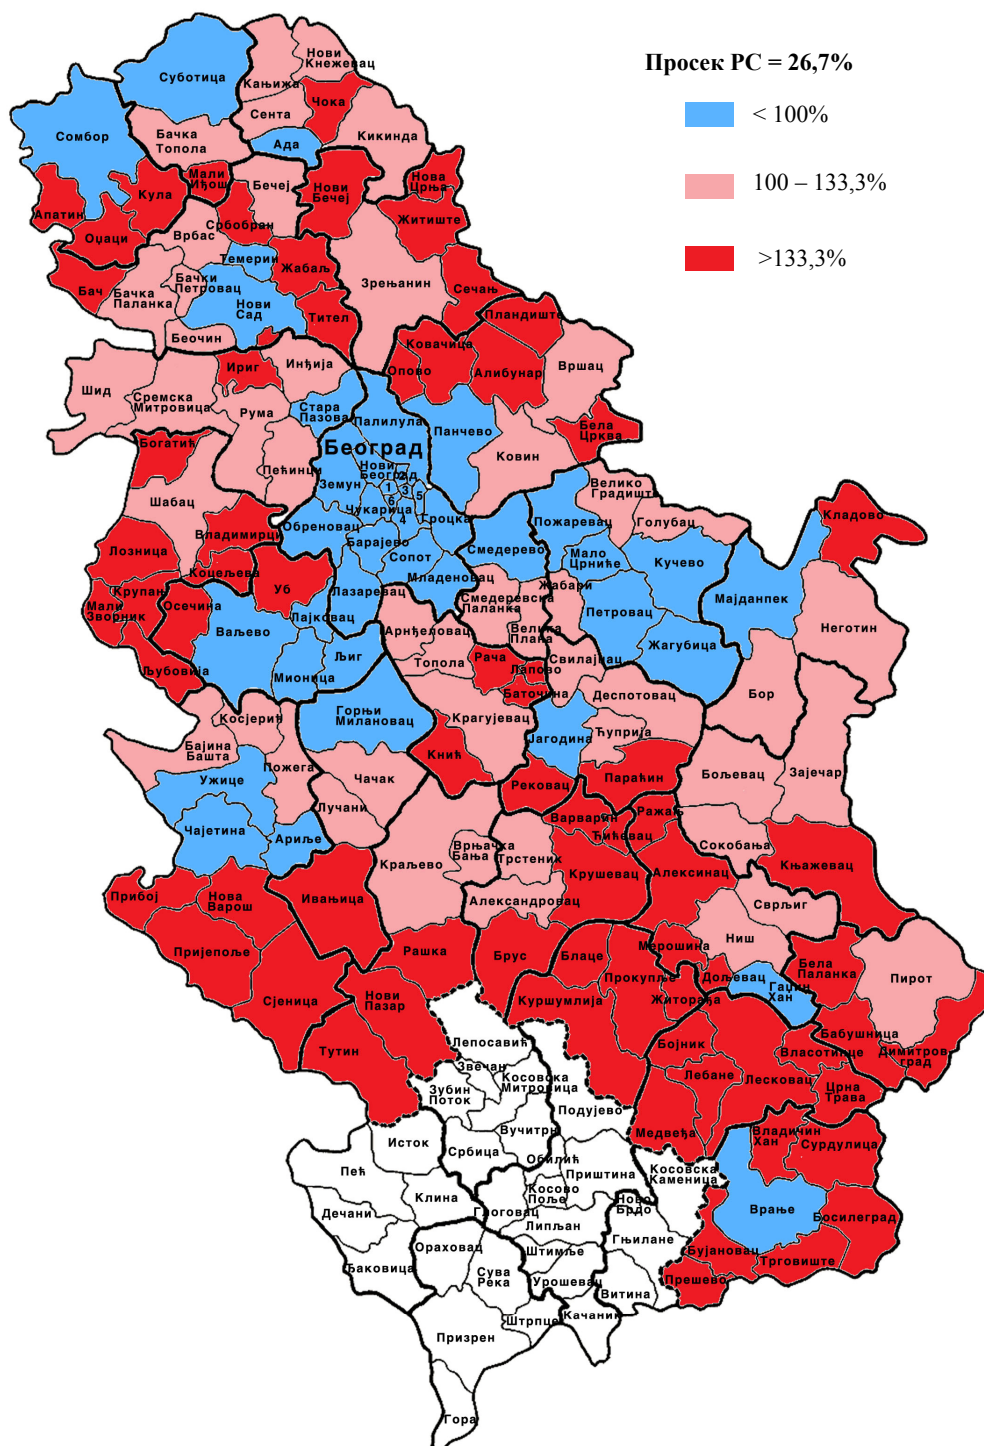 Просек РС = 26,7%
< 100%
100 – 133,3%
>133,3%
Суботица
Нови
Кнежевац
Кањижа
Чока
Сента
Сомбор
Бачка
Топола
Ада
Кикинда
Мали
Иђош
Бечеј
Нови
Бечеј
Нова
Црња
Кула
Апатин
Оџаци
Србобран
Житиште
Врбас
Темерин
Жабаљ
Бач
Бачка
Паланка
Бачки
Петровац
Нови
Сад
Зрењанин
Сечањ
Тител
Пландиште
Беочин
Ковачица
Опово
Алибунар
Вршац
Ириг
Инђија
Шид
Сремска
Митровица
Рума
Стара
Пазова
Палилула
Панчево
Бела
Црква
Богатић
Београд
Пећинци
Земун
Нови
Београд
1
2
3
4
5
6
Ковин
Шабац
Чукарица
Гроцка
Велико
Градиште
Голубац
Кладово
Владимирци
Обреновац
Барајево
Сопот
Смедерево
Пожаревац
Лозница
Коцељева
Уб
Младеновац
Мало
Црниће
Кучево
Мајданпек
Крупањ
Мали
Зворник
Осечина
Лазаревац
Лајковац
Смедеревска
Паланка
Жабари
Петровац
Неготин
Ваљево
Љиг
Аранђеловац
Велика
Плана
Жагубица
Љубовија
Мионица
Топола
Рача
Лапово
Свилајнац
Баточина
Деспотовац
Бор
Косјерић
Горњи
Милановац
Крагујевац
Јагодина
Ћуприја
Бајина
Башта
Пожега
Кнић
Ужице
Чачак
Рековац
Параћин
Бољевац
Зајечар
Лучани
Чајетина
Ариље
Варварин
Ћићевац
Ражањ
Краљево
Врњачка
Бања
Трстеник
Крушевац
Алексинац
Сокобања
Књажевац
Прибој
Нова
Варош
Ивањица
Александровац
Сврљиг
Ниш
Пријепоље
Рашка
Брус
Блаце
Мерошина
Прокупље
Дољевац
Гаџин
Хан
Бела
Паланка
Пирот
Сјеница
Нови
Пазар
Куршумлија
Житорађа
Бабушница
Димитров
град
Тутин
Лепосавић
Бојник
Власотинце
Звечан
Зубин
Поток
Косовска
Митровица
Лебане
Лесковац
Црна
Трава
Подујево
Медвеђа
Владичин
Хан
Сурдулица
Исток
Србица
Вучитрн
Обилић
Косовска
Каменица
Пећ
Клина
Косово
Поље
Приштина
Ново
Брдо
Дечани
Глоговац
Липљан
Врање
Босилеград
Ораховац
Штимље
Гњилане
Бујановац
Трговиште
Ђаковица
Сува
Река
Урошевац
Витина
Прешево
Штрпце
Качаник
Призрен
Гора